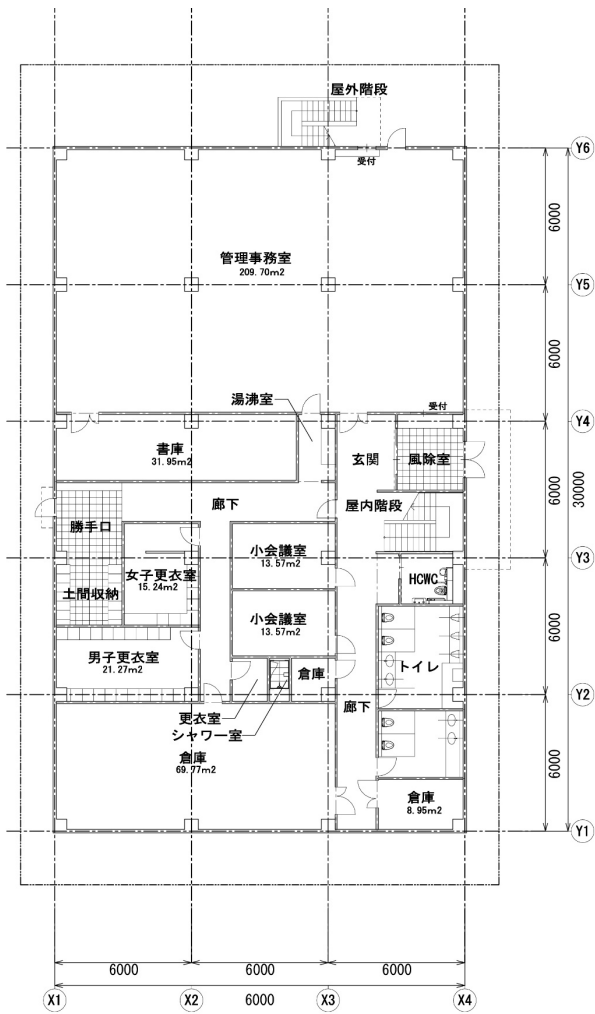 屋外階段
受付
Y6
6000
管理事務室
209.70m2
Y5
6000
湯沸室
受付
Y4
書庫
31.95m2
玄関
風除室
6000
30000
廊下
屋内階段
勝手口
小会議室
13.57m2
Y3
女子更衣室
15.24m2
HCWC
土間収納
小会議室
13.57m2
6000
男子更衣室
21.27m2
倉庫
トイレ
Y2
更衣室
廊下
シャワー室
倉庫
69.77m2
6000
倉庫
8.95m2
Y1
6000
6000
6000
X1
X2
6000
X3
X4